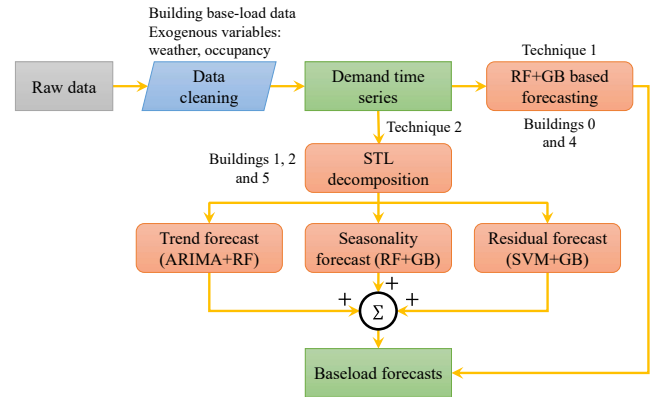 Building base-load data
Exogenous variables:
weather, occupancy
Technique 1
Raw data
Data
cleaning
Demand time
series
RF+GB based
forecasting
Technique 2
Buildings 0
and 4
Buildings 1, 2
and 5
STL
decomposition
Trend forecast
(ARIMA+RF)
Seasonality
forecast (RF+GB)
Residual forecast
(SVM+GB)
+
+
+
Σ
Baseload forecasts